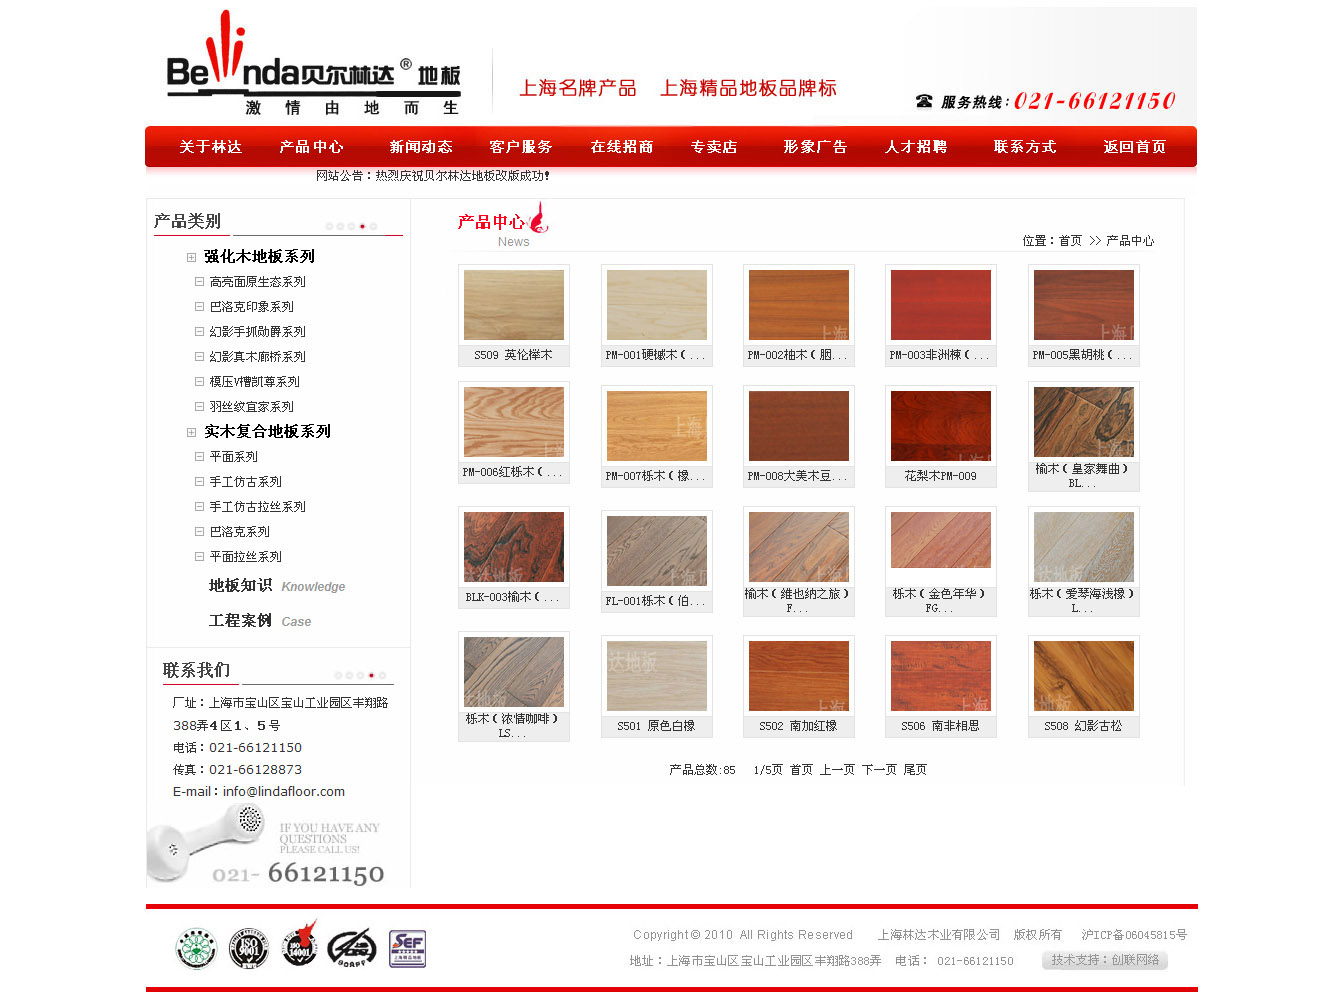 Bellinda贝尔林达®地板
激情由地而生
上海名牌产品 上海精品地板品牌标
服务热线:021-66121150
关于林达 产品中心 新闻动态 客户服务 在线招商 专卖店 形象广告 人才招聘 联系方式 返回首页
网站公告：热烈庆祝贝尔林达地板改版成功!
产品类别
强化木地板系列
高亮面原生态系列
巴洛克印象系列
幻影手抓勋爵系列
幻影真木廊桥系列
模压V槽凯尊系列
羽丝纹宜家系列
实木复合地板系列
平面系列
手工仿古系列
手工仿古拉丝系列
巴洛克系列
平面拉丝系列
地板知识 Knowledge
工程案例 Case
联系我们
厂址：上海市宝山区宝山工业园区丰翔路
388弄4区1、5号
电话：021-66121150
传真：021-66128873
E-mail：info@lindafloor.com
IF YOU HAVE ANY
QUESTIONS
PLEASE CALL US!
021- 66121150
产品中心
News
位置：首页 >> 产品中心
S509 英伦榉木
PM-001硬槭木(...
PM-002柚木(胭...
PM-003非洲楝(...
PM-005黑胡桃(...
PM-006红栎木(...
PM-007栎木(橡...
PM-008大美木豆...
花梨木PM-009
榆木(皇家舞曲)
BL...
BLK-003榆木(...
FL-001栎木(伯...
榆木(维也纳之旅)
F...
栎木(金色年华)
FG...
栎木(爱琴海浅橡)
L...
栎木(浓情咖啡)
LS...
S501 原色白橡
S502 南加红橡
S506 南非相思
S508 幻影古松
产品总数:85 1/5页 首页 上一页 下一页 尾页
ISO 9001
ISO 14001
SEF
Copyright© 2010 All Rights Reserved 上海林达木业有限公司 版权所有 沪ICP备06045815号
地址：上海市宝山区宝山工业园区丰翔路388弄 电话： 021-66121150 技术支持：创联网络